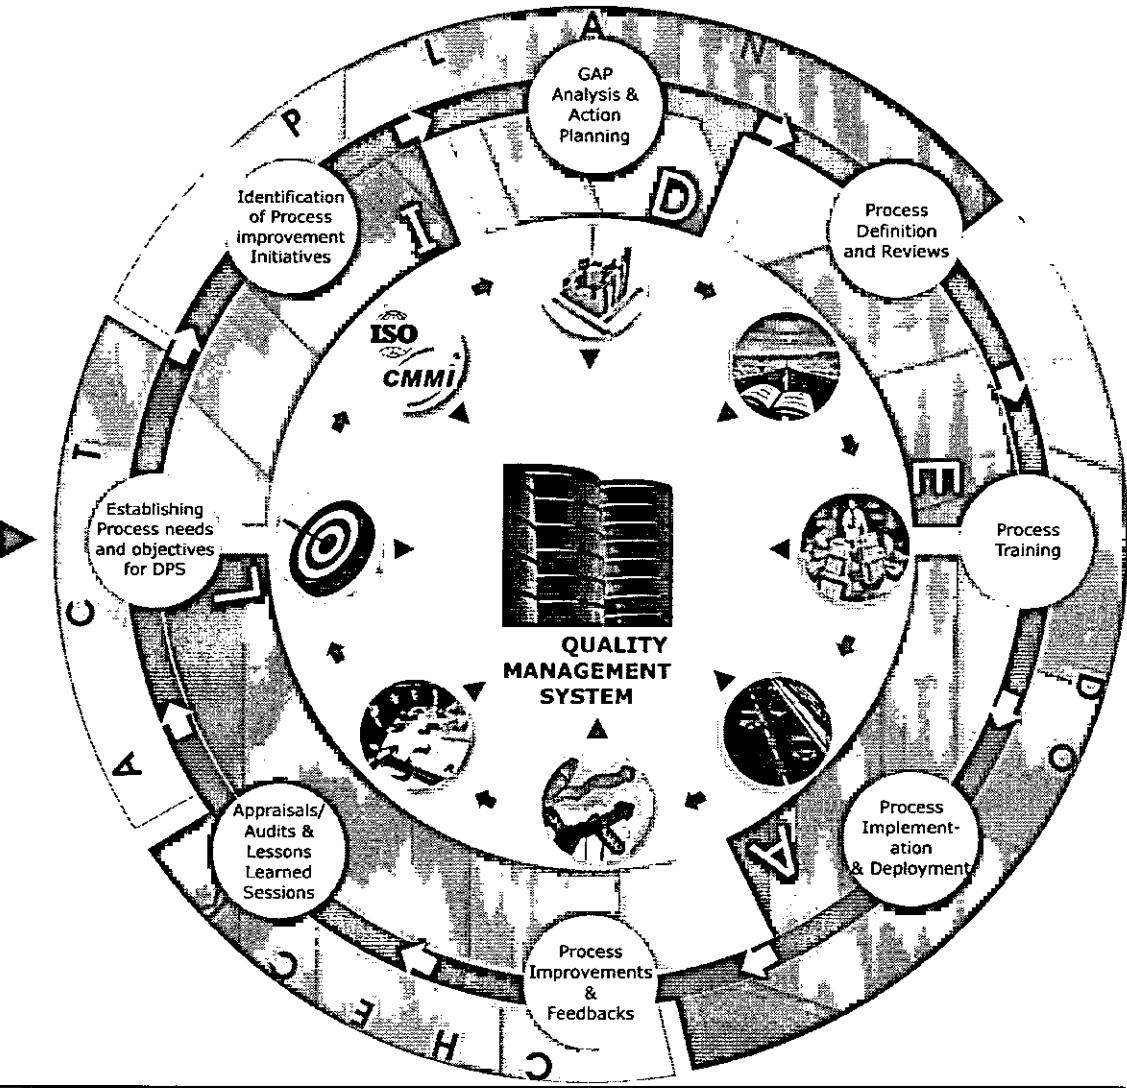 P L A N
GAP
Analysis &
Action
Planning
Process
Definition
and Reviews
Process
Training
Process
Implement-
ation
& Deployment
Process
Improvements
&
Feedbacks
Appraisals/
Audits &
Lessons
Learned
Sessions
Establishing
Process needs
and objectives
for DPS
Identification
of Process
improvement
Initiatives
D O
C H E C K
A C T
I D E A L
ISO
CMMI
QUALITY
MANAGEMENT
SYSTEM